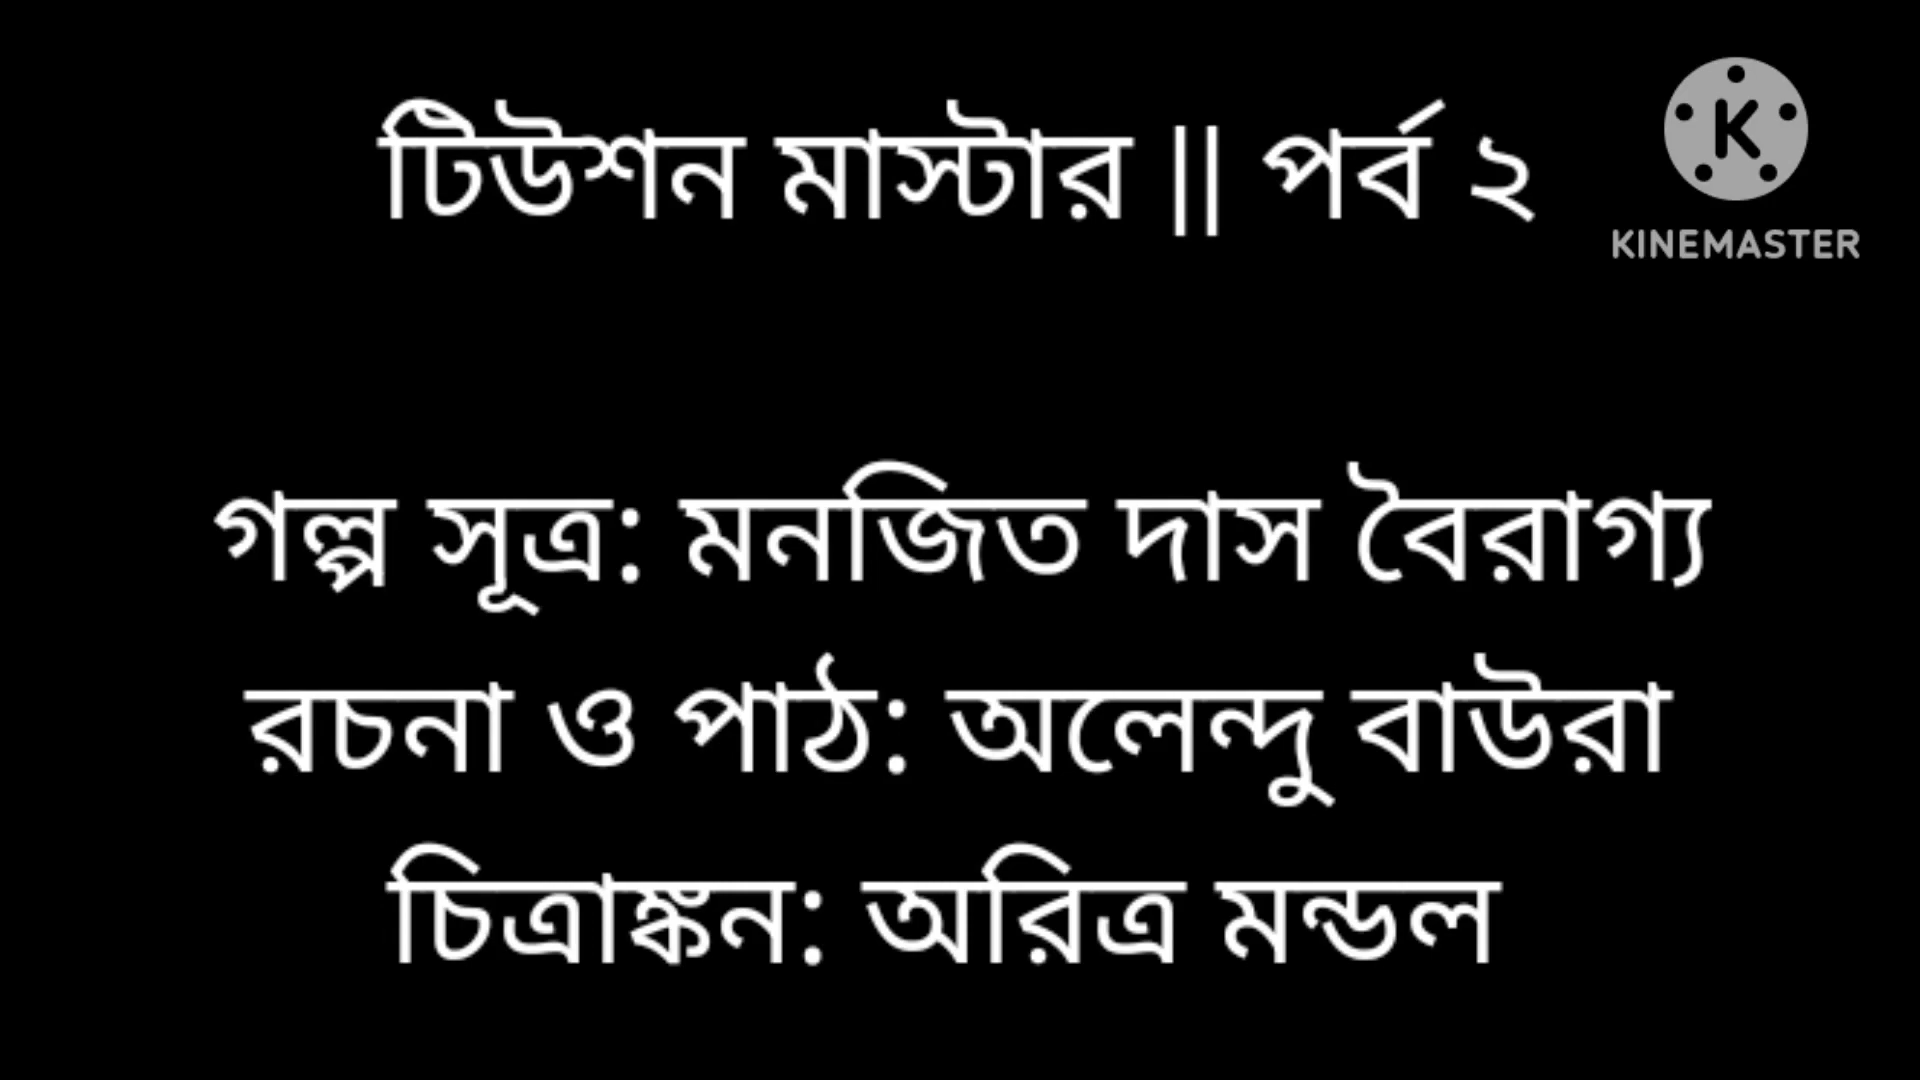 টিউশন মাস্টার || পর্ব ২
K
KINEMASTER
গল্প সূত্র: মনজিত দাস বৈরাগ্য
রচনা ও পাঠ: অলেন্দু বাউরা
চিত্রাঙ্কন: অরিত্র মন্ডল